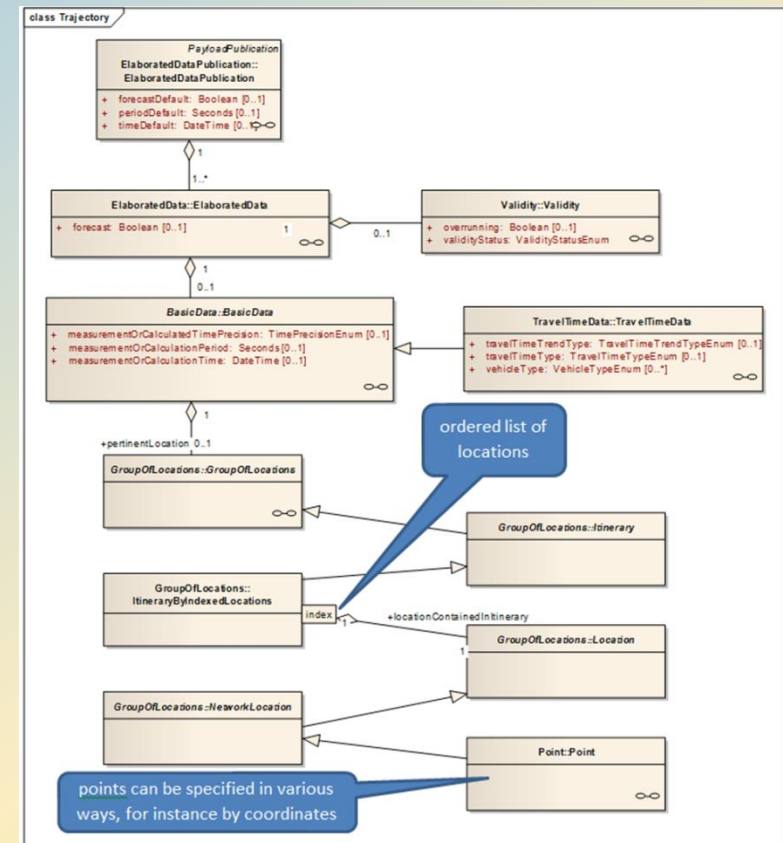 class Trajectory
PayloadPublication
ElaboratedDataPublication::
ElaboratedDataPublication
+ forecastDefault: Boolean [0..1]
+ periodDefault: Seconds [0..1]
+ timeDefault: DateTime [0..1]
1
1..*
ElaboratedData::ElaboratedData
+ forecast: Boolean [0..1]
1
0..1
Validity::Validity
+ overrunning: Boolean [0..1]
+ validityStatus: ValidityStatusEnum
1
0..1
BasicData::BasicData
+ measurementOrCalculatedTimePrecision: TimePrecisionEnum [0..1]
+ measurementOrCalculationPeriod: Seconds [0..1]
+ measurementOrCalculationTime: DateTime [0..1]
TravelTimeData::TravelTimeData
+ travelTimeTrendType: TravelTimeTrendTypeEnum [0..1]
+ travelTimeType: TravelTimeTypeEnum [0..1]
+ vehicleType: VehicleTypeEnum [0..*]
1
+pertinentLocation 0..1
ordered list of
locations
GroupOfLocations::GroupOfLocations
GroupOfLocations::Itinerary
GroupOfLocations::
ItineraryByIndexedLocations
index
1
+locationContainedInItinerary
1
GroupOfLocations::Location
GroupOfLocations::NetworkLocation
Point::Point
points can be specified in various
ways, for instance by coordinates